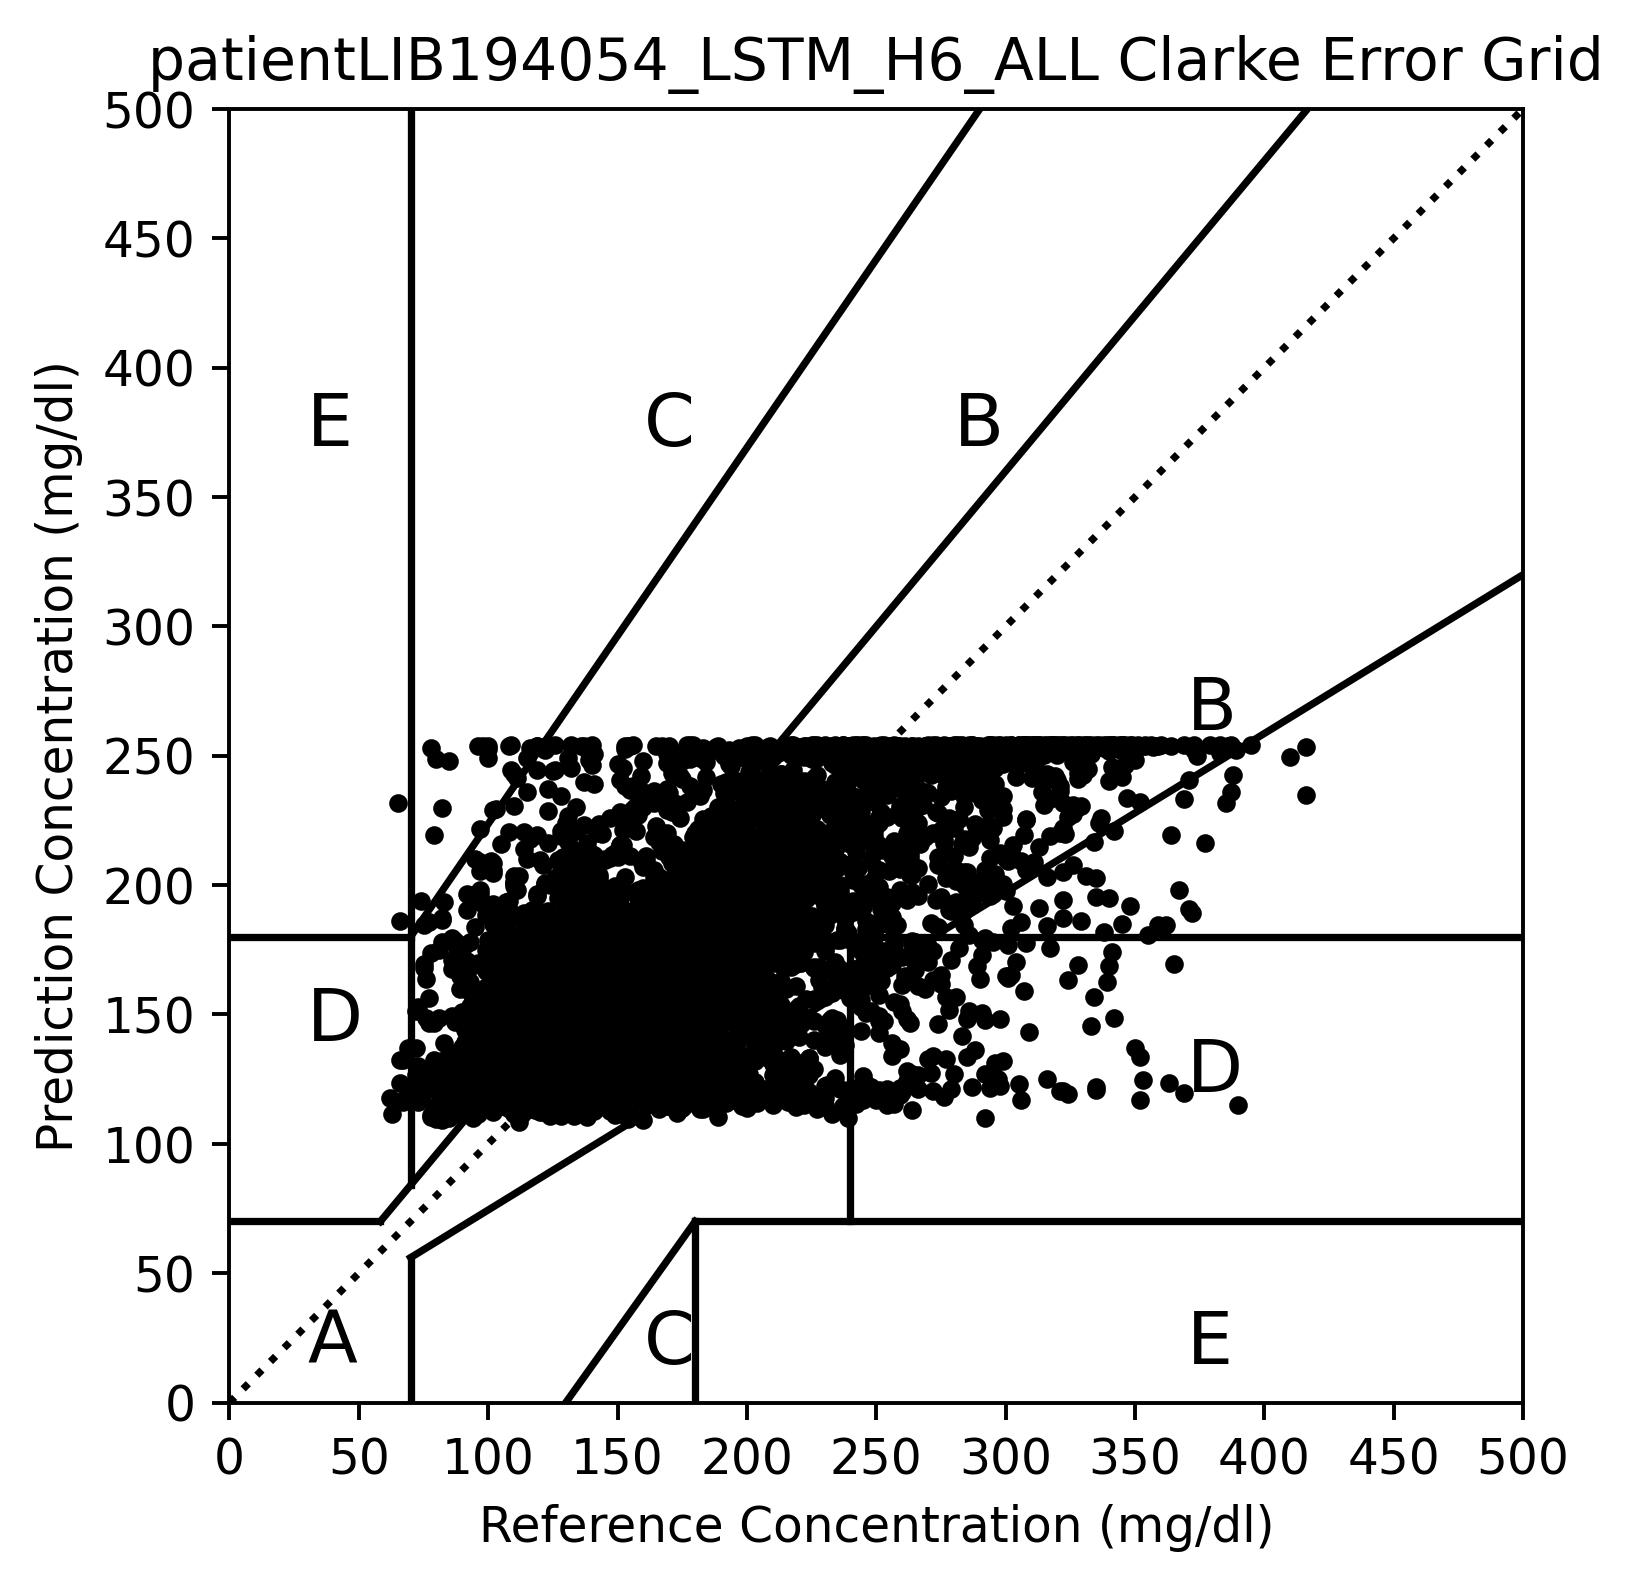 patientLIB194054_LSTM_H6_ALL Clarke Error Grid
500
450
400
350
300
250
200
150
100
50
0
Prediction Concentration (mg/dl)
E
C
B
B
D
D
A
C
E
0 50 100 150 200 250 300 350 400 450 500
Reference Concentration (mg/dl)